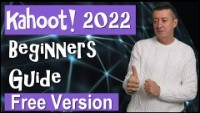 Kahoot! 2022
Beginners
Guide
Free Version